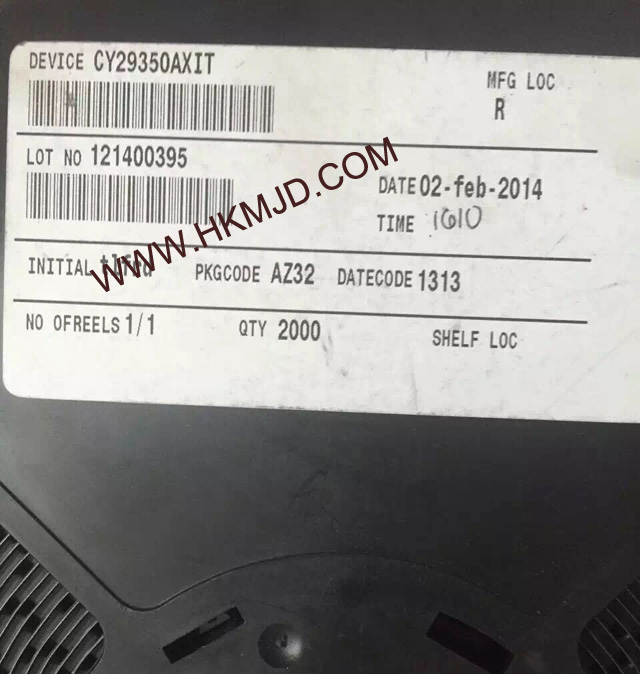 DEVICE CY29350AXIT
MFG LOC
R
LOT NO 121400395
DATE 02-feb-2014
TIME 1610
WWW.HKMJD.COM
INITIAL
PKGCODE AZ32 DATECODE 1313
NO OFREELS 1/1 QTY 2000 SHELF LOC